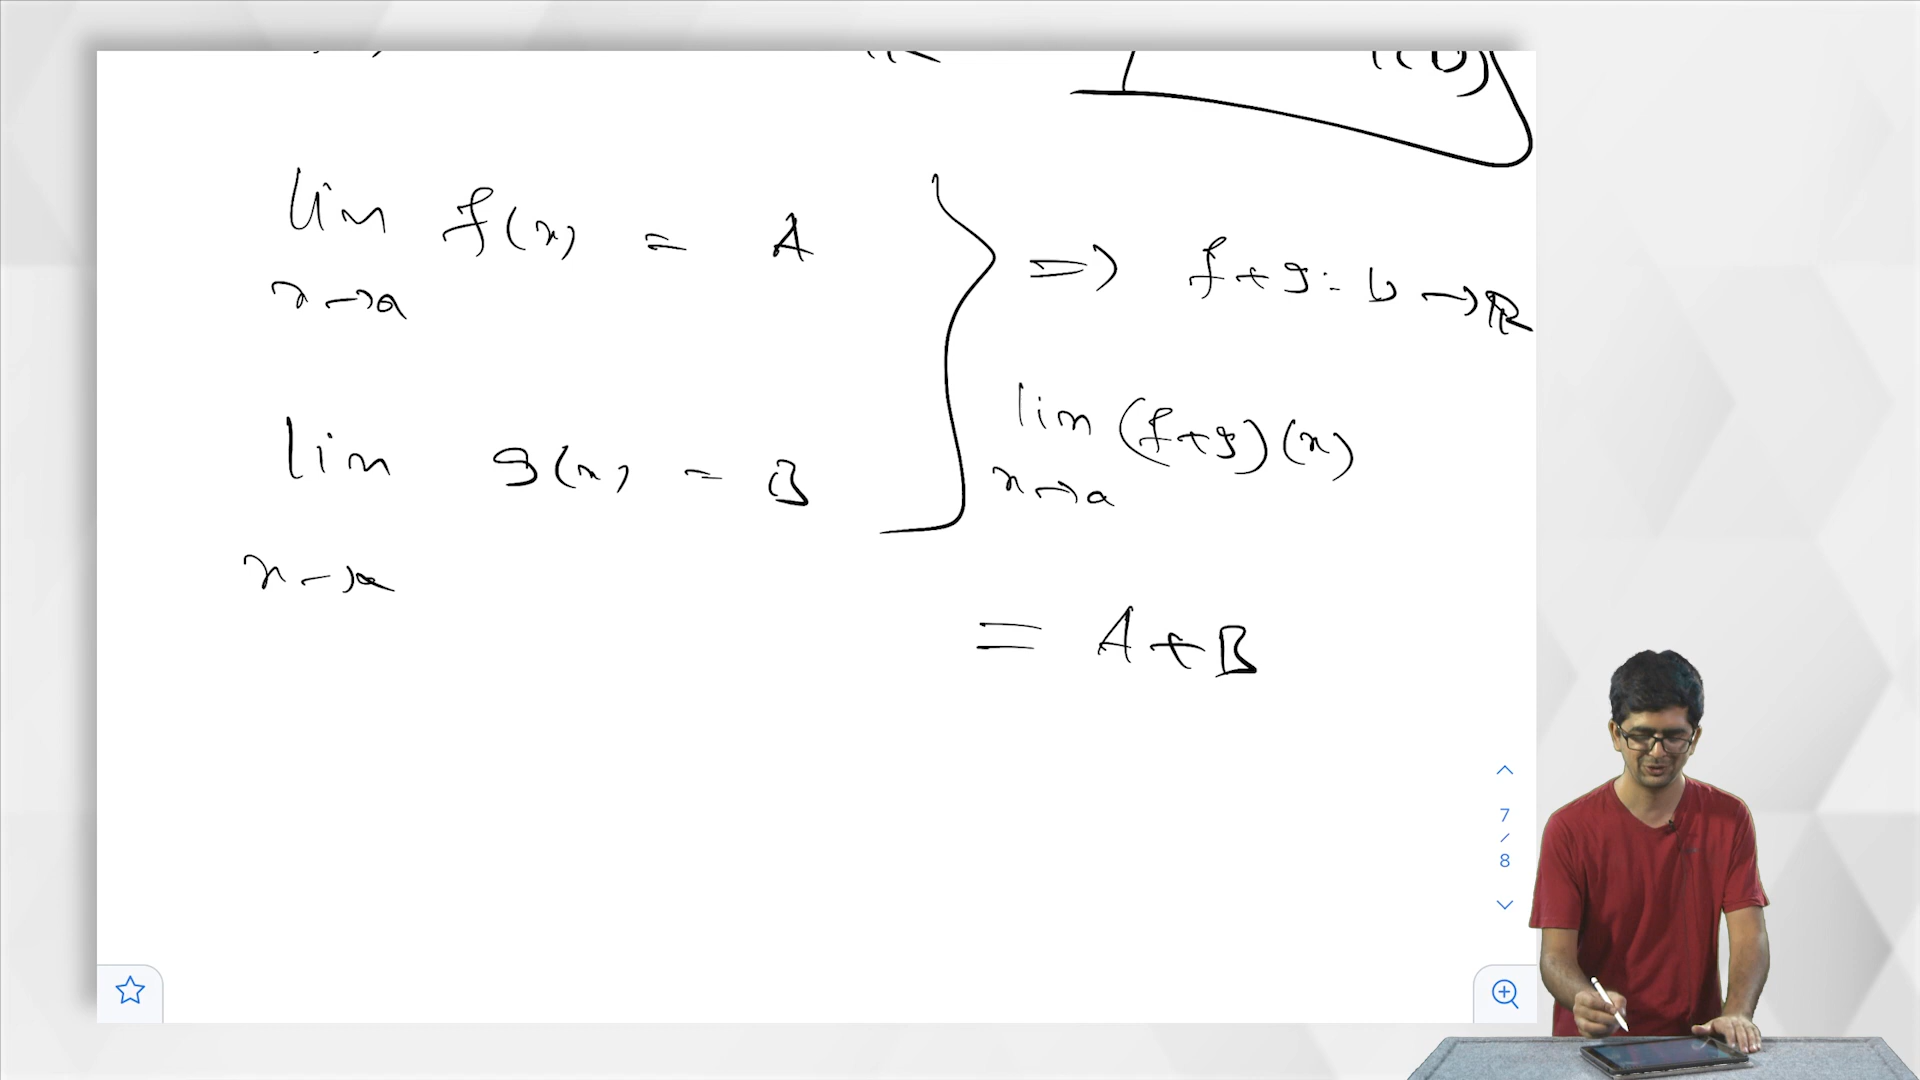 lim f(x) = A
x→a
⇒ f+g: D→ℝ
lim (f+g)(x)
x→a
lim g(x) = B
x→a
= A+B
7
/
8